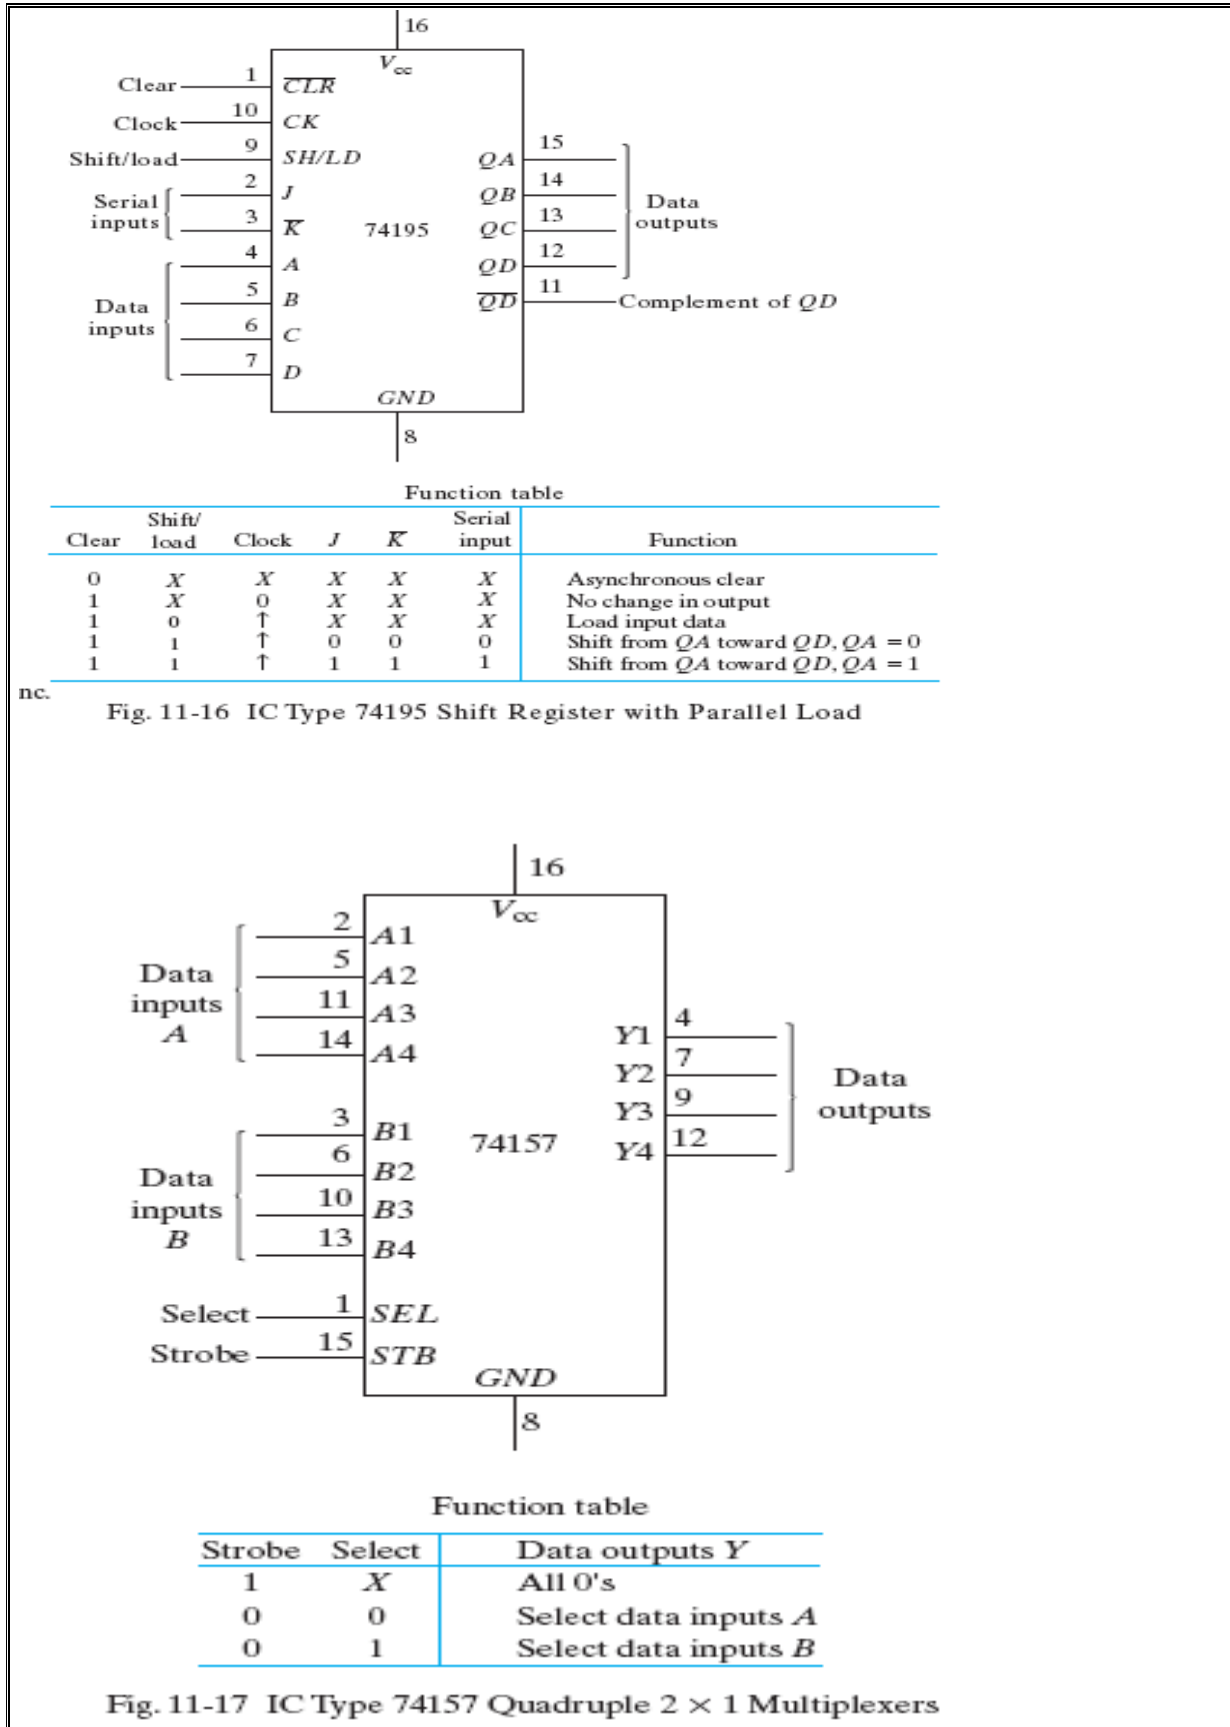 16
Vcc
Clear 1 CLR
Clock 10 CK
Shift/load 9 SH/LD QA 15
Serial inputs 2 J QB 14 Data outputs
3 K 74195 QC 13
4 A QD 12
Data inputs 5 B QD 11 Complement of QD
6 C
7 D
GND
8
Function table
Clear Shift/load Clock J K Serial input Function
0 X X X X X Asynchronous clear
1 X 0 X X X No change in output
1 0 ↑ X X X Load input data
1 1 ↑ 0 0 0 Shift from QA toward QD, QA = 0
1 1 ↑ 1 1 1 Shift from QA toward QD, QA = 1
nc.
Fig. 11-16 IC Type 74195 Shift Register with Parallel Load
16
Vcc
2 A1
Data inputs A 5 A2
11 A3 Y1 4
14 A4 Y2 7 Data outputs
3 B1 74157 Y3 9
Data inputs B 6 B2 Y4 12
10 B3
13 B4
Select 1 SEL
Strobe 15 STB
GND
8
Function table
Strobe Select Data outputs Y
1 X All 0's
0 0 Select data inputs A
0 1 Select data inputs B
Fig. 11-17 IC Type 74157 Quadruple 2 × 1 Multiplexers